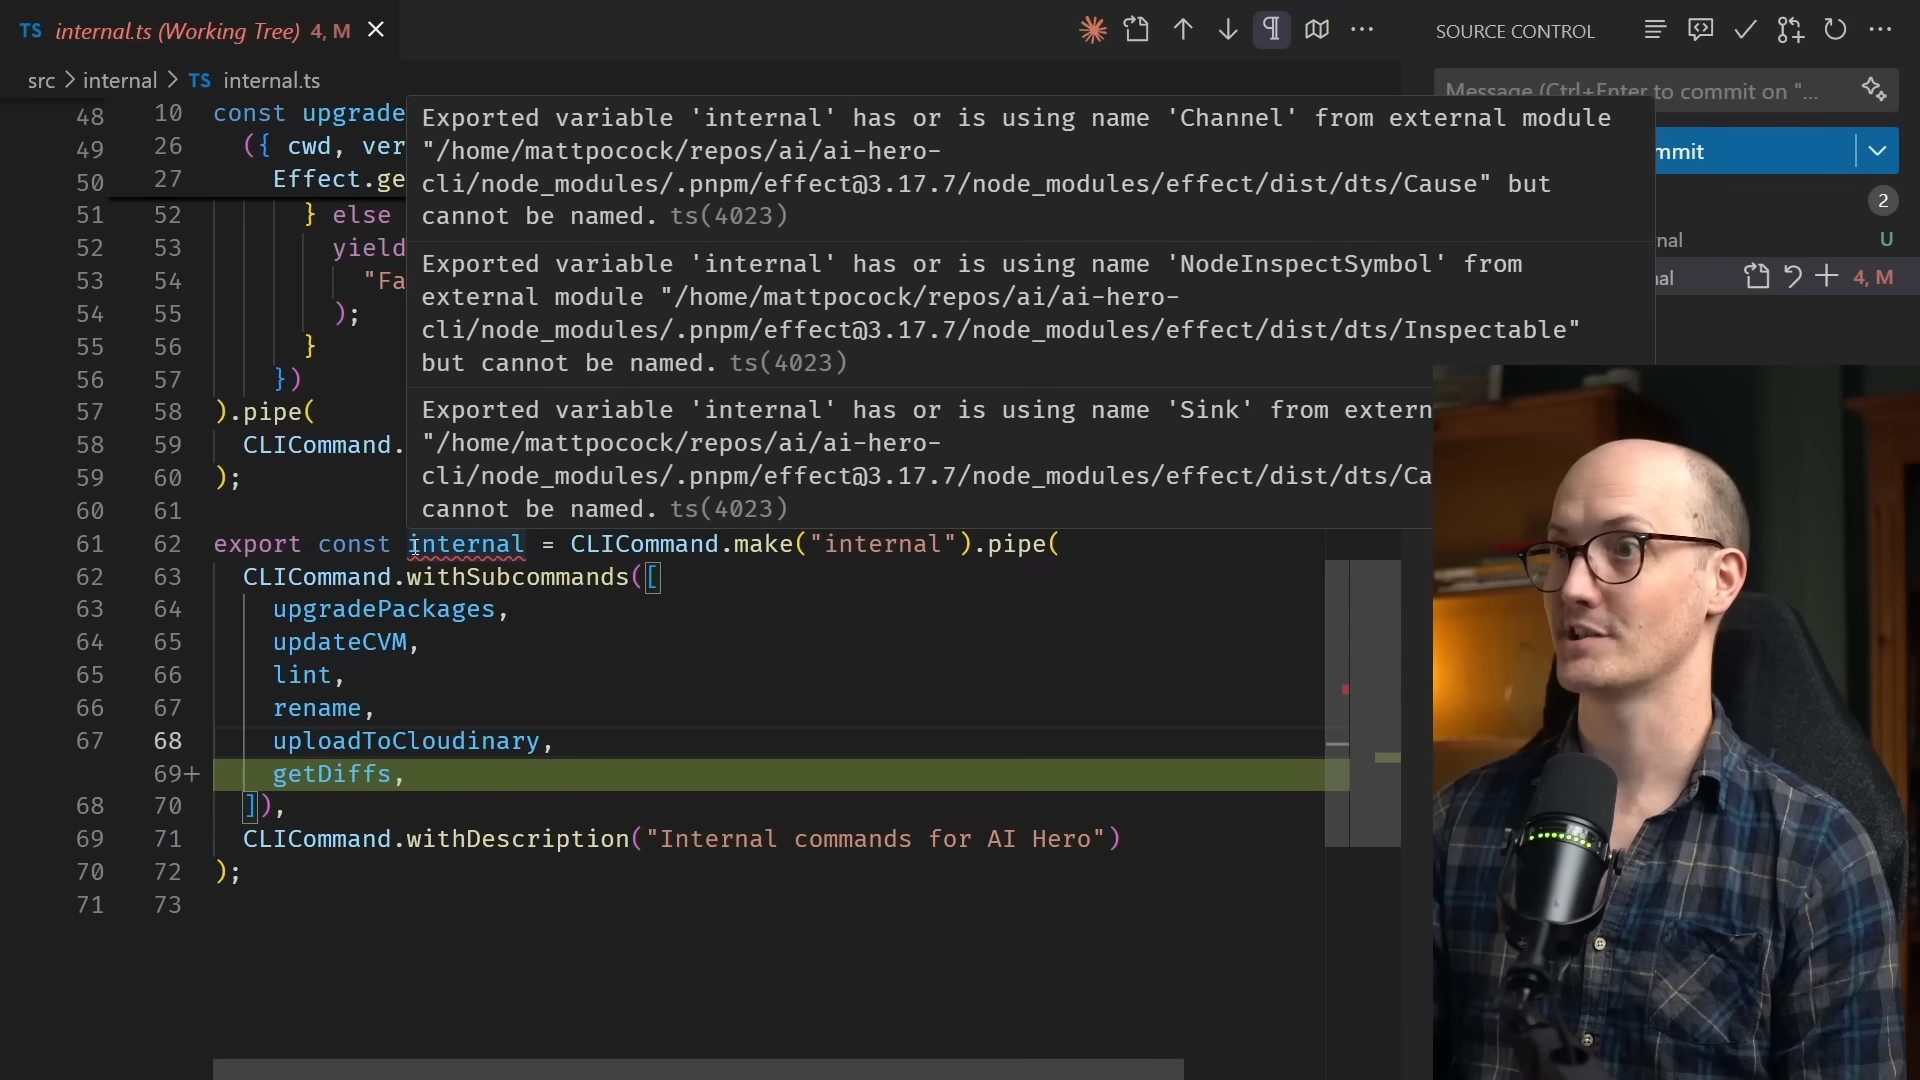 TS internal.ts (Working Tree) 4, M
SOURCE CONTROL
src > internal > TS internal.ts
Message (Ctrl+Enter to commit on "...
48 10 const upgrade
49 26 ({ cwd, ver
50 27 Effect.ge
Exported variable 'internal' has or is using name 'Channel' from external module
"/home/mattpocock/repos/ai/ai-hero-
cli/node_modules/.pnpm/effect@3.17.7/node_modules/effect/dist/dts/Cause" but
cannot be named. ts(4023)
Exported variable 'internal' has or is using name 'NodeInspectSymbol' from
external module "/home/mattpocock/repos/ai/ai-hero-
cli/node_modules/.pnpm/effect@3.17.7/node_modules/effect/dist/dts/Inspectable"
but cannot be named. ts(4023)
Exported variable 'internal' has or is using name 'Sink' from extern
"/home/mattpocock/repos/ai/ai-hero-
cli/node_modules/.pnpm/effect@3.17.7/node_modules/effect/dist/dts/Ca
cannot be named. ts(4023)
mmit
2
nal U
al 4, M
51 52 } else
52 53 yield
53 54 "Fa
54 55 );
55 56 }
56 57 })
57 58 ).pipe(
58 59 CLICommand.
59 60 );
60 61
61 62 export const internal = CLICommand.make("internal").pipe(
62 63 CLICommand.withSubcommands([
63 64 upgradePackages,
64 65 updateCVM,
65 66 lint,
66 67 rename,
67 68 uploadToCloudinary,
69+ getDiffs,
68 70 ]),
69 71 CLICommand.withDescription("Internal commands for AI Hero")
70 72 );
71 73